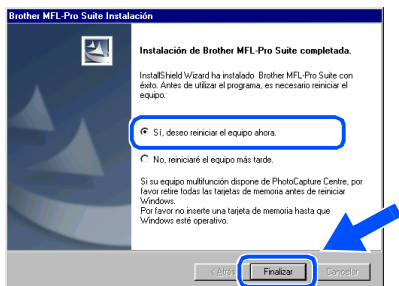 Brother MFL-Pro Suite Instalación
Instalación de Brother MFL-Pro Suite completada.
InstallShield Wizard ha instalado Brother MFL-Pro Suite con
éxito. Antes de utilizar el programa, es necesario reiniciar el
equipo.
Sí, deseo reiniciar el equipo ahora.
No, reiniciaré el equipo más tarde.
Si su equipo multifunción dispone de PhotoCapture Centre, por
favor retire todas las tarjetas de memoria antes de reiniciar
Windows.
Por favor no inserte una tarjeta de memoria hasta que
Windows esté operativo.
< Atrás Finalizar Cancelar